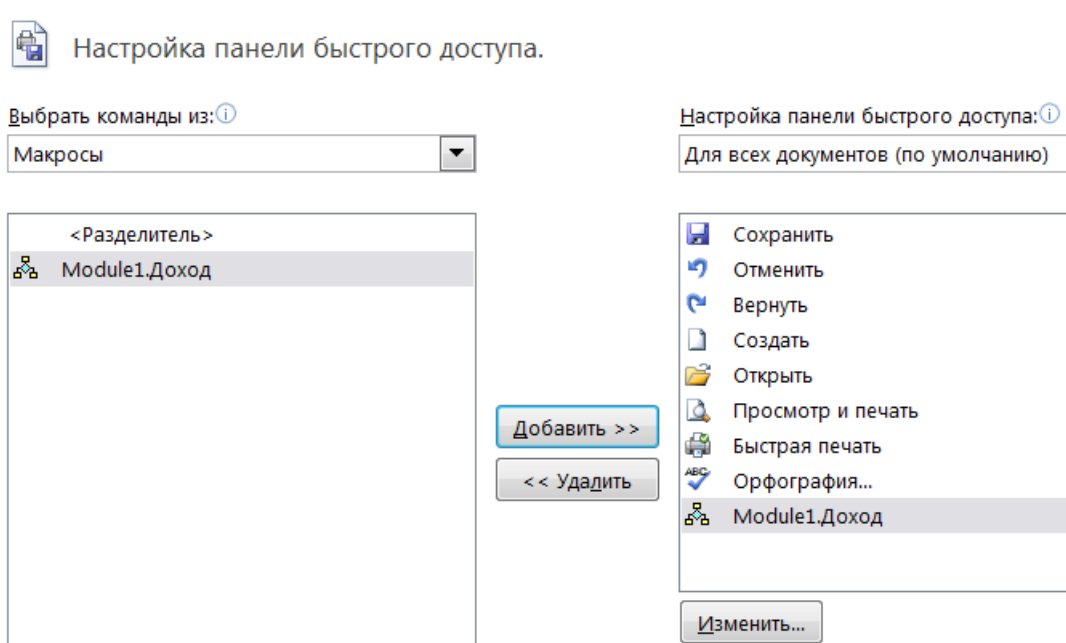 Настройка панели быстрого доступа.
Выбрать команды из:
Макросы
<Разделитель>
Module1.Доход
Добавить >>
<< Удалить
Настройка панели быстрого доступа:
Для всех документов (по умолчанию)
Сохранить
Отменить
Вернуть
Создать
Открыть
Просмотр и печать
Быстрая печать
ABC
Орфография...
Module1.Доход
Изменить...